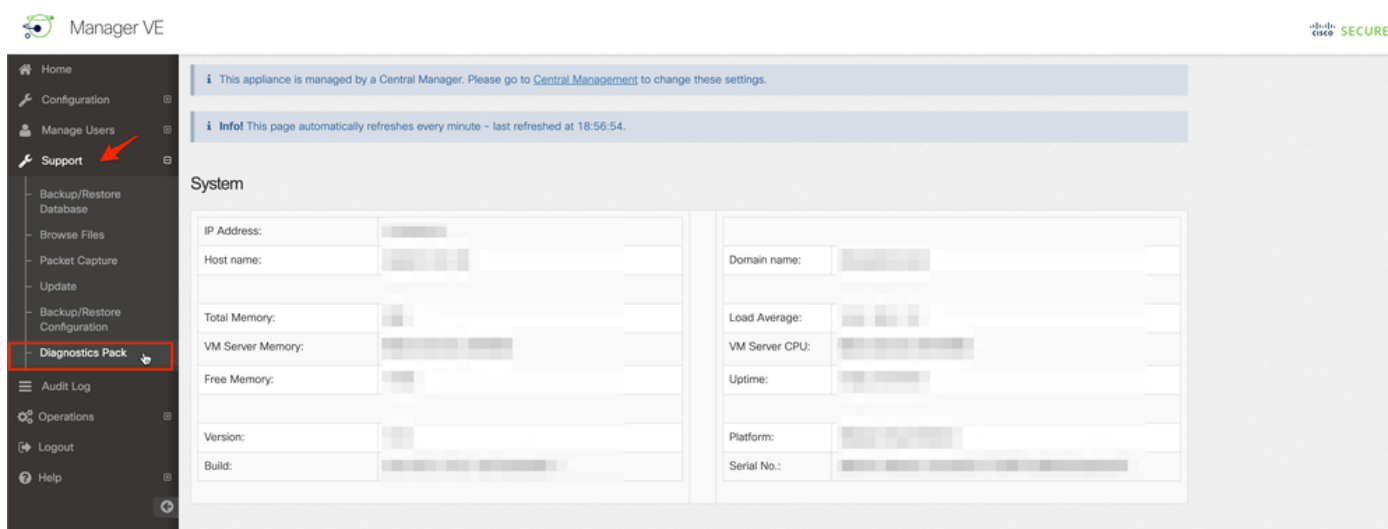 Manager VE
cisco SECURE
Home
Configuration
Manage Users
Support
Backup/Restore
Database
Browse Files
Packet Capture
Update
Backup/Restore
Configuration
Diagnostics Pack
Audit Log
Operations
Logout
Help
i This appliance is managed by a Central Manager. Please go to Central Management to change these settings.
i Info! This page automatically refreshes every minute - last refreshed at 18:56:54.
System
IP Address:
Host name:
Domain name:
Total Memory:
Load Average:
VM Server Memory:
VM Server CPU:
Free Memory:
Uptime:
Version:
Platform:
Build:
Serial No.: